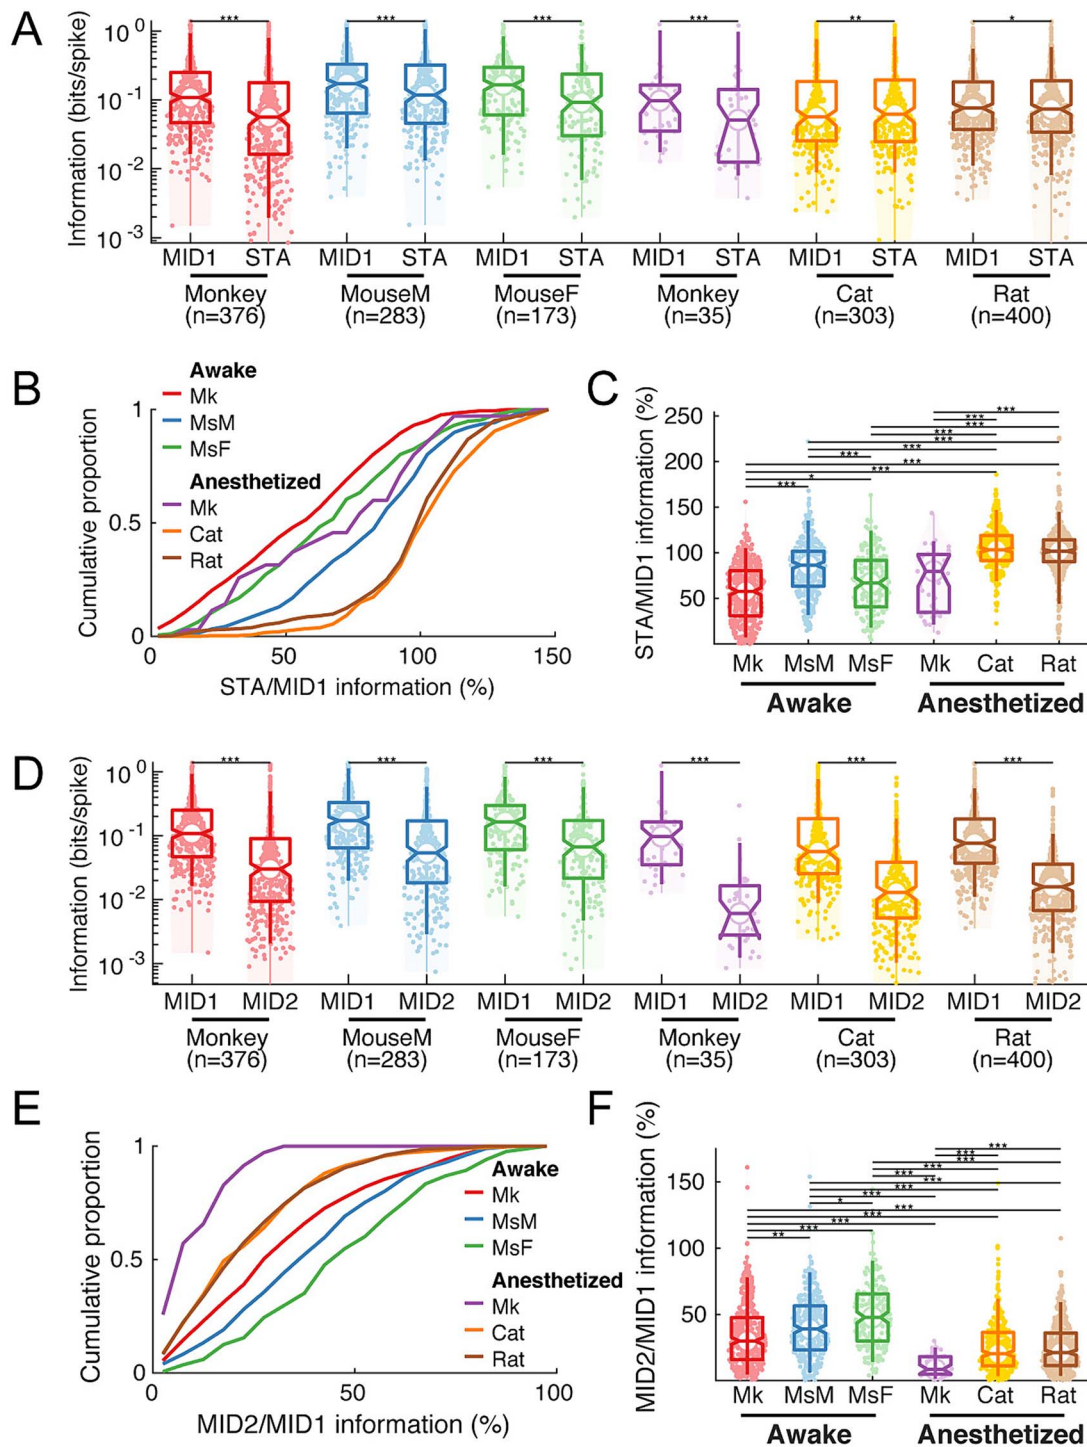 A
*** *** *** *** ** *
Information (bits/spike)
10^0
10^-1
10^-2
10^-3
MID1 STA MID1 STA MID1 STA MID1 STA MID1 STA MID1 STA
Monkey MouseM MouseF Monkey Cat Rat
(n=376) (n=283) (n=173) (n=35) (n=303) (n=400)
B
Awake
Mk
MsM
MsF
Anesthetized
Mk
Cat
Rat
Cumulative proportion
1
0.5
0
0 50 100 150
STA/MID1 information (%)
C
STA/MID1 information (%)
250
200
150
100
50
***
***
***
***
***
***
***
***
***
*
***
Mk MsM MsF Mk Cat Rat
Awake Anesthetized
D
*** *** *** *** *** ***
Information (bits/spike)
10^0
10^-1
10^-2
10^-3
MID1 MID2 MID1 MID2 MID1 MID2 MID1 MID2 MID1 MID2 MID1 MID2
Monkey MouseM MouseF Monkey Cat Rat
(n=376) (n=283) (n=173) (n=35) (n=303) (n=400)
E
Cumulative proportion
1
0.5
0
0 50 100
MID2/MID1 information (%)
Awake
Mk
MsM
MsF
Anesthetized
Mk
Cat
Rat
F
MID2/MID1 information (%)
150
100
50
***
***
***
***
***
***
***
***
*
***
***
***
***
**
Mk MsM MsF Mk Cat Rat
Awake Anesthetized